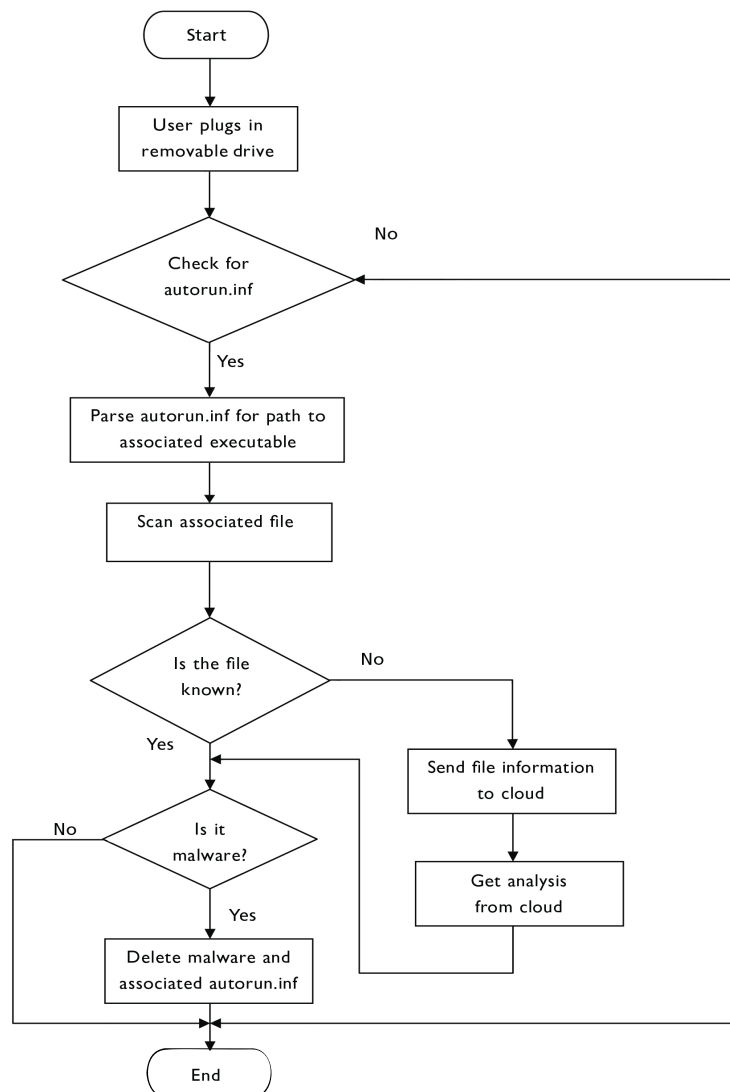 Start
User plugs in
removable drive
No
Check for
autorun.inf
Yes
Parse autorun.inf for path to
associated executable
Scan associated file
Is the file
known?
No
Yes
Send file information
to cloud
Is it
malware?
No
Get analysis
from cloud
Yes
Delete malware and
associated autorun.inf
End